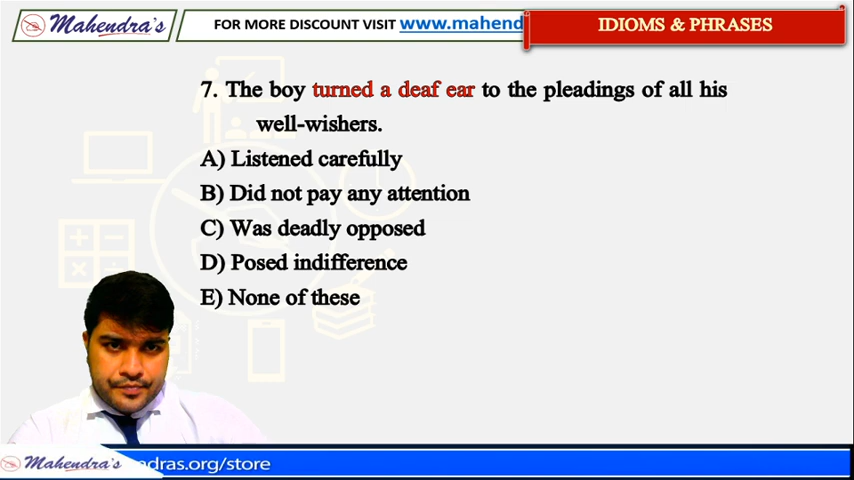 Mahendra's
FOR MORE DISCOUNT VISIT www.mahend
IDIOMS & PHRASES
7. The boy turned a deaf ear to the pleadings of all his
well-wishers.
A) Listened carefully
B) Did not pay any attention
C) Was deadly opposed
D) Posed indifference
E) None of these
Mahendra's dras.org/store